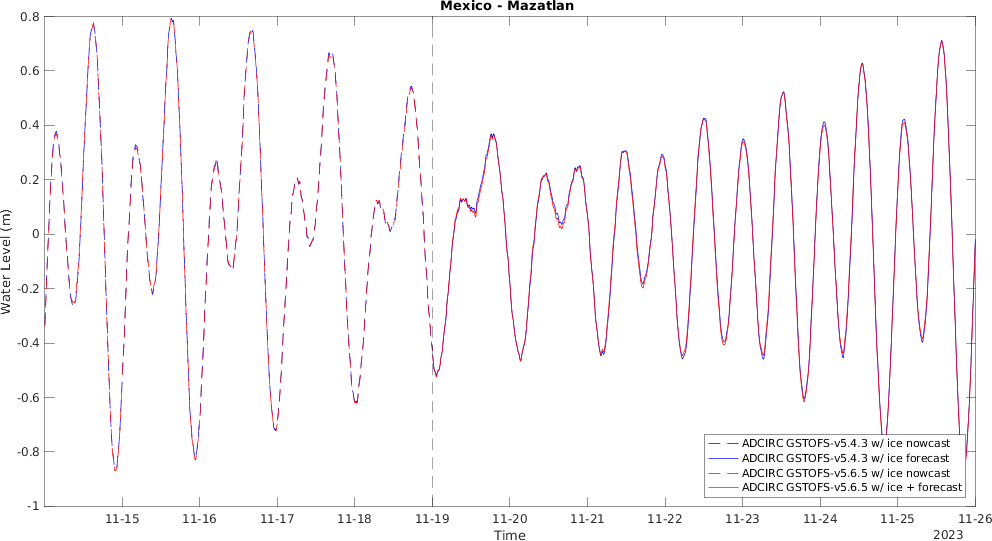 Mexico - Mazatlan
0.8
0.6
0.4
0.2
0
-0.2
-0.4
-0.6
-0.8
-1
Water Level (m)
11-15 11-16 11-17 11-18 11-19 11-20 11-21 11-22 11-23 11-24 11-25 11-26
Time
2023
ADCIRC GSTOFS-v5.4.3 w/ ice nowcast
ADCIRC GSTOFS-v5.4.3 w/ ice forecast
ADCIRC GSTOFS-v5.6.5 w/ ice nowcast
ADCIRC GSTOFS-v5.6.5 w/ ice + forecast